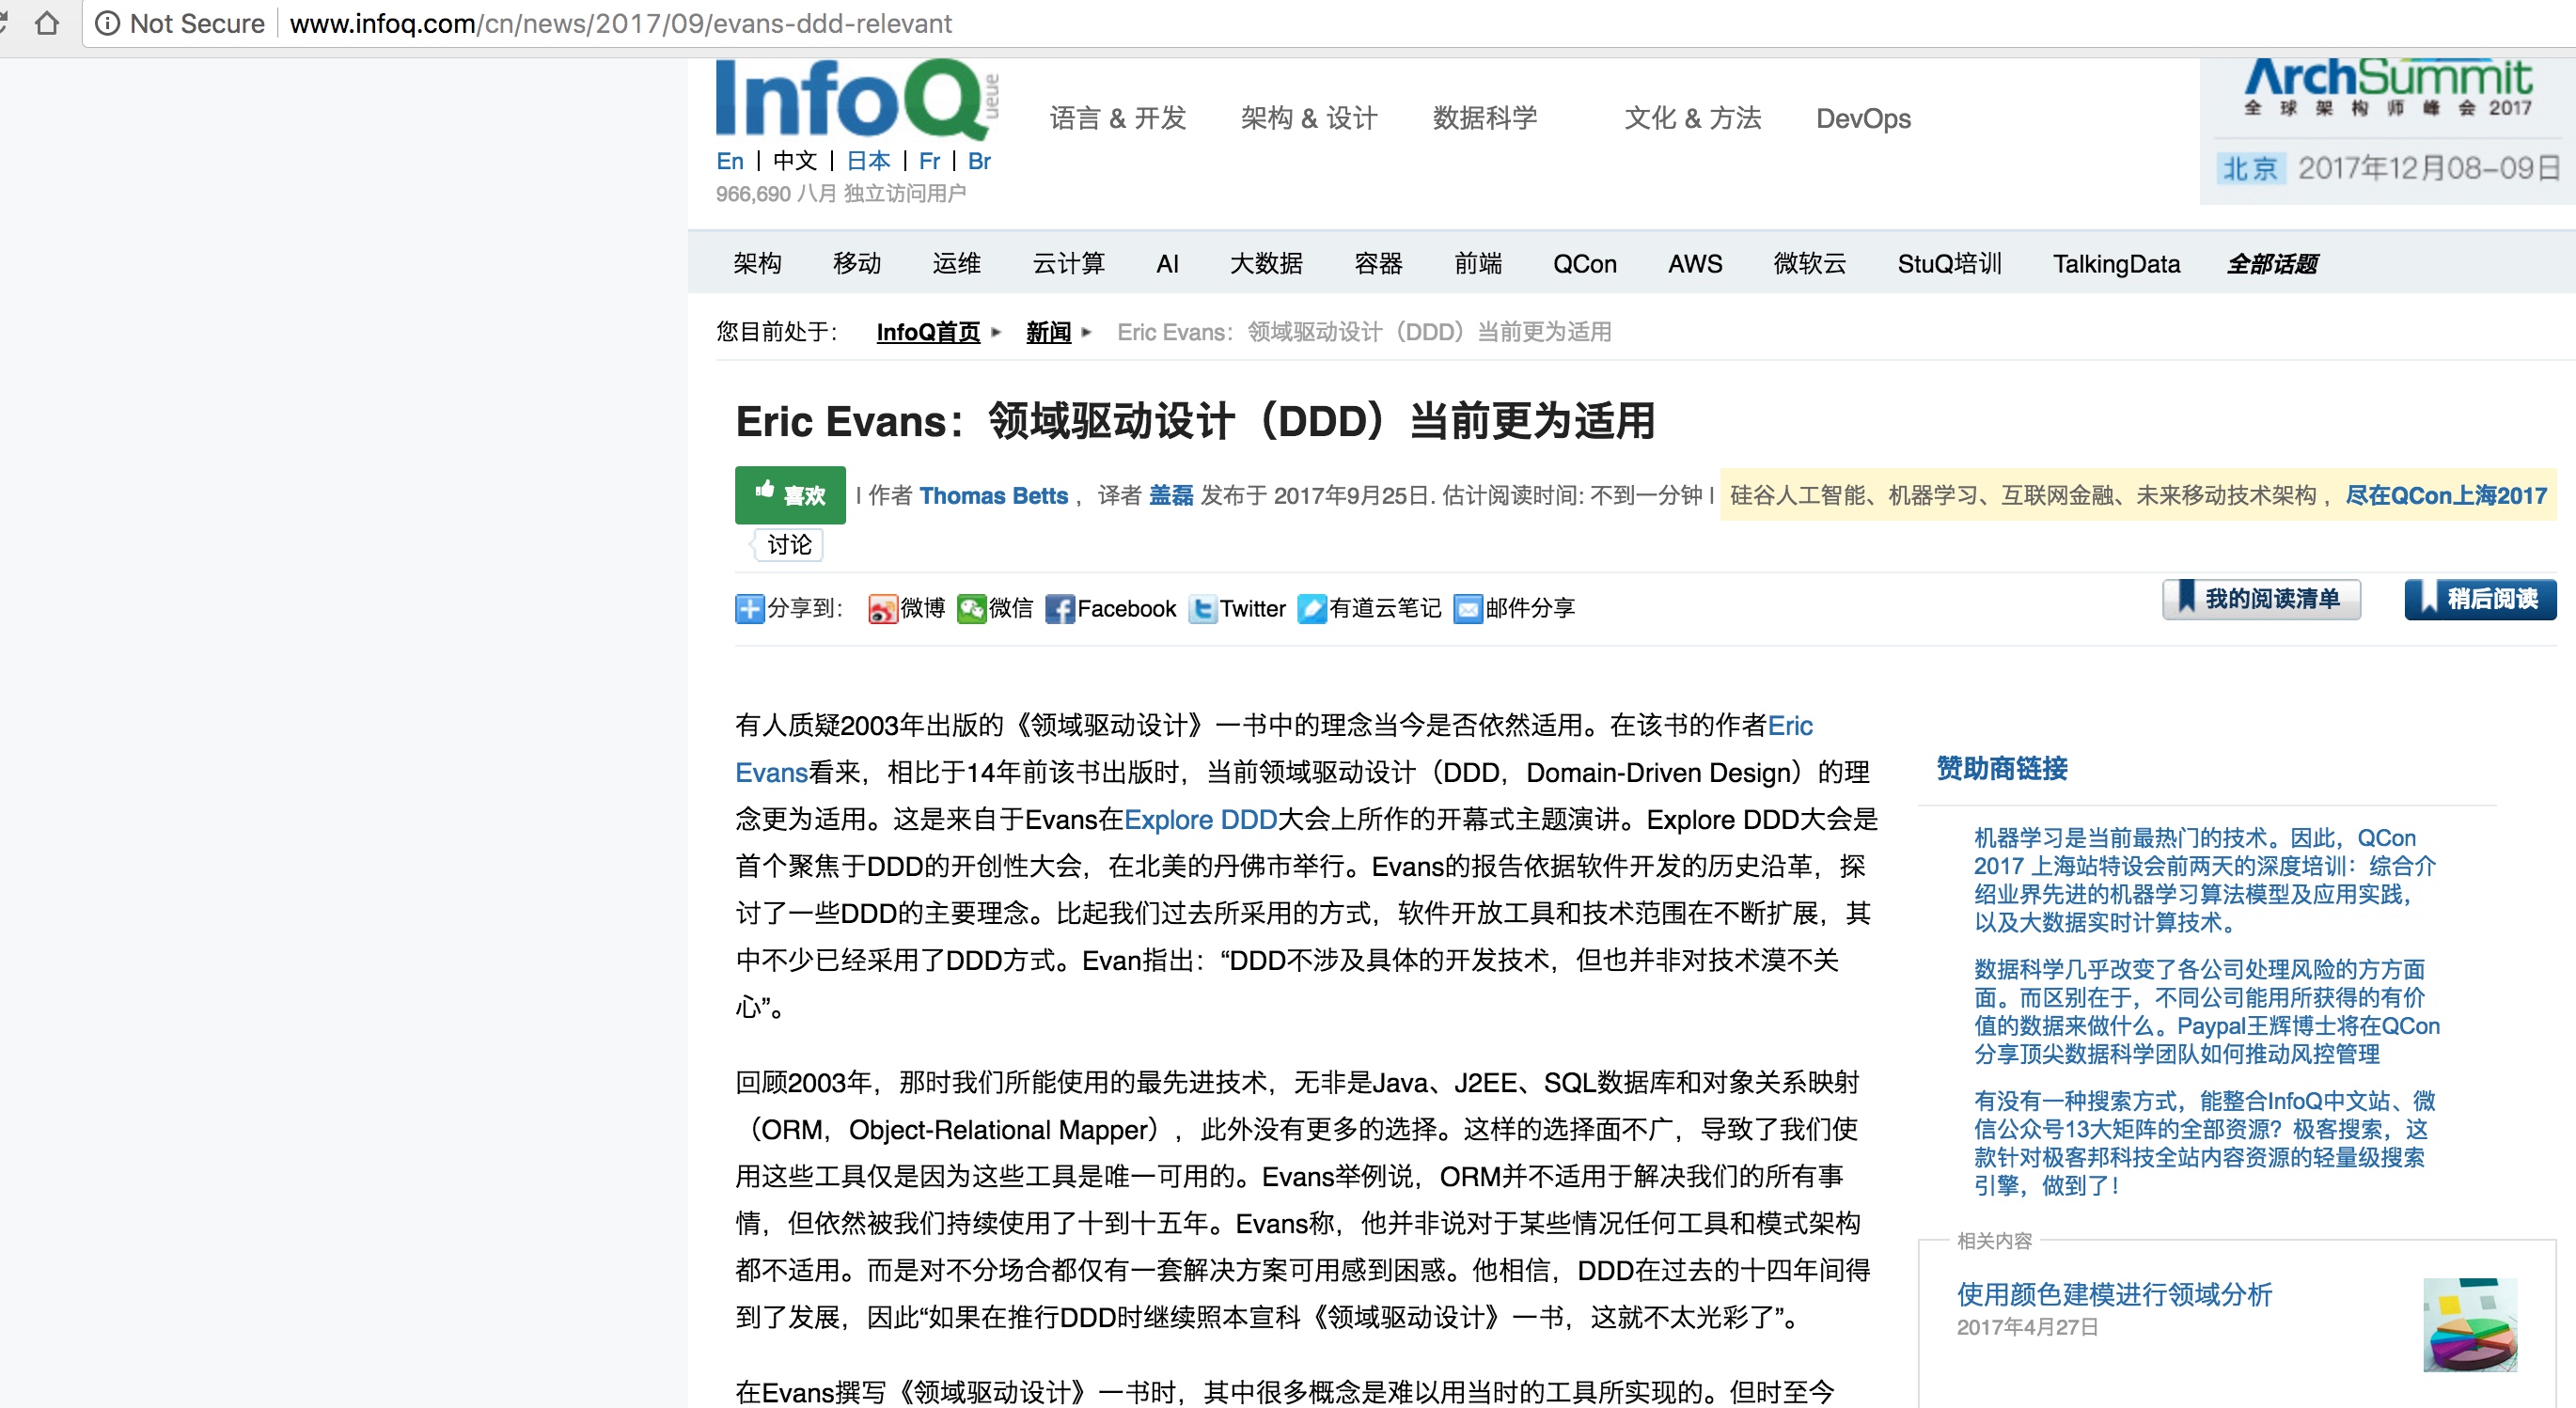 Not Secure www.infoq.com/cn/news/2017/09/evans-ddd-relevant
InfoQ ueue
语言 & 开发 架构 & 设计 数据科学 文化 & 方法 DevOps
ArchSummit
全球架构师峰会2017
北京 2017年12月08-09日
En | 中文 | 日本 | Fr | Br
966,690 八月 独立访问用户
架构 移动 运维 云计算 AI 大数据 容器 前端 QCon AWS 微软云 StuQ培训 TalkingData 全部话题
您目前处于： InfoQ首页 新闻 Eric Evans：领域驱动设计（DDD）当前更为适用
Eric Evans：领域驱动设计（DDD）当前更为适用
喜欢 | 作者 Thomas Betts ，译者 盖磊 发布于 2017年9月25日. 估计阅读时间: 不到一分钟 | 硅谷人工智能、机器学习、互联网金融、未来移动技术架构 ，尽在QCon上海2017
讨论
分享到： 微博 微信 Facebook Twitter 有道云笔记 邮件分享
我的阅读清单 稍后阅读
有人质疑2003年出版的《领域驱动设计》一书中的理念当今是否依然适用。在该书的作者Eric
Evans看来，相比于14年前该书出版时，当前领域驱动设计（DDD，Domain-Driven Design）的理
念更为适用。这是来自于Evans在Explore DDD大会上所作的开幕式主题演讲。Explore DDD大会是
首个聚焦于DDD的开创性大会，在北美的丹佛市举行。Evans的报告依据软件开发的历史沿革，探
讨了一些DDD的主要理念。比起我们过去所采用的方式，软件开放工具和技术范围在不断扩展，其
中不少已经采用了DDD方式。Evan指出：“DDD不涉及具体的开发技术，但也并非对技术漠不关
心”。
回顾2003年，那时我们所能使用的最先进技术，无非是Java、J2EE、SQL数据库和对象关系映射
（ORM，Object-Relational Mapper），此外没有更多的选择。这样的选择面不广，导致了我们使
用这些工具仅是因为这些工具是唯一可用的。Evans举例说，ORM并不适用于解决我们的所有事
情，但依然被我们持续使用了十到十五年。Evans称，他并非说对于某些情况任何工具和模式架构
都不适用。而是对不分场合都仅有一套解决方案可用感到困惑。他相信，DDD在过去的十四年间得
到了发展，因此“如果在推行DDD时继续照本宣科《领域驱动设计》一书，这就不太光彩了”。
在Evans撰写《领域驱动设计》一书时，其中很多概念是难以用当时的工具所实现的。但时至今
赞助商链接
机器学习是当前最热门的技术。因此，QCon
2017 上海站特设会前两天的深度培训：综合介
绍业界先进的机器学习算法模型及应用实践，
以及大数据实时计算技术。
数据科学几乎改变了各公司处理风险的方方面
面。而区别在于，不同公司能用所获得的有价
值的数据来做什么。Paypal王辉博士将在QCon
分享顶尖数据科学团队如何推动风控管理
有没有一种搜索方式，能整合InfoQ中文站、微
信公众号13大矩阵的全部资源？极客搜索，这
款针对极客邦科技全站内容资源的轻量级搜索
引擎，做到了！
相关内容
使用颜色建模进行领域分析
2017年4月27日